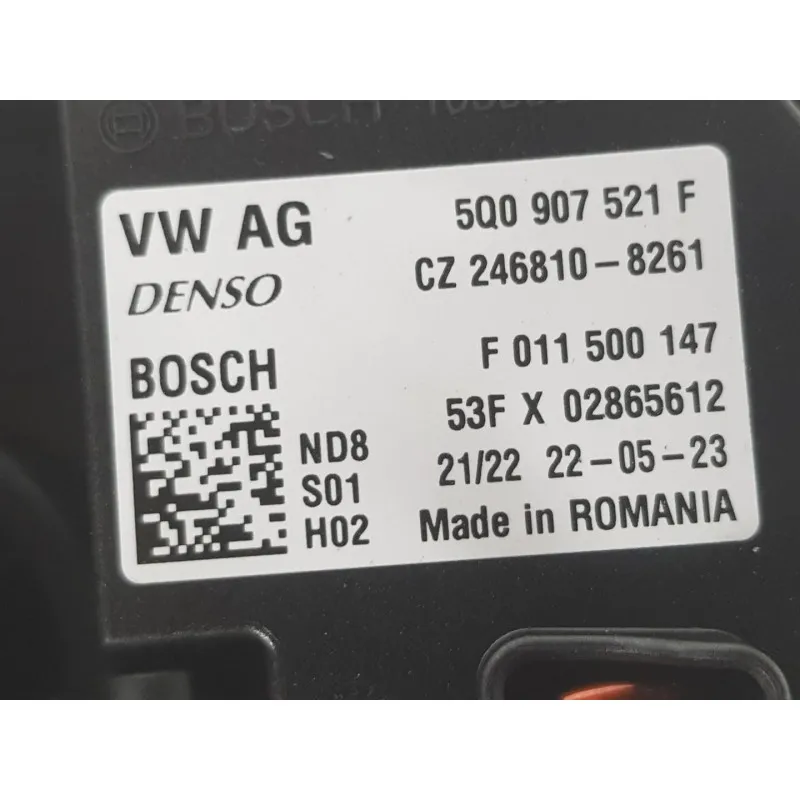 BOSCH
VW AG
5Q0 907 521 F
DENSO
CZ 246810-8261
BOSCH
F 011 500 147
53F X 02865612
ND8
21/22 22-05-23
S01
H02
Made in ROMANIA